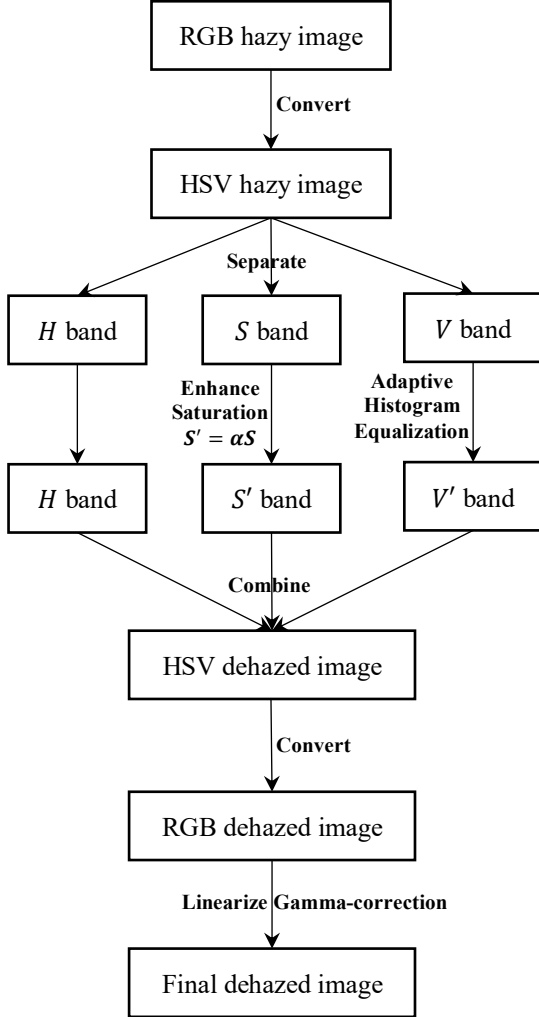 RGB hazy image
Convert
HSV hazy image
Separate
H band
S band
V band
Enhance
Saturation
S′ = αS
Adaptive
Histogram
Equalization
H band
S′ band
V′ band
Combine
HSV dehazed image
Convert
RGB dehazed image
Linearize Gamma-correction
Final dehazed image